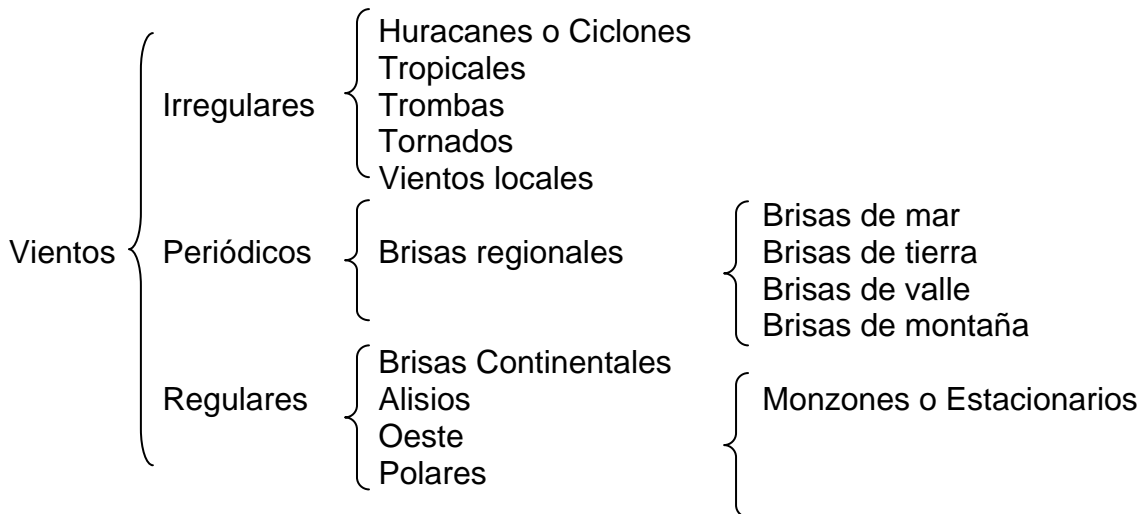 Huracanes o Ciclones
Tropicales
Irregulares
Trombas
Tornados
Vientos locales
Vientos
Periódicos
Brisas regionales
Brisas de mar
Brisas de tierra
Brisas de valle
Brisas de montaña
Regulares
Brisas Continentales
Alisios
Oeste
Polares
Monzones o Estacionarios